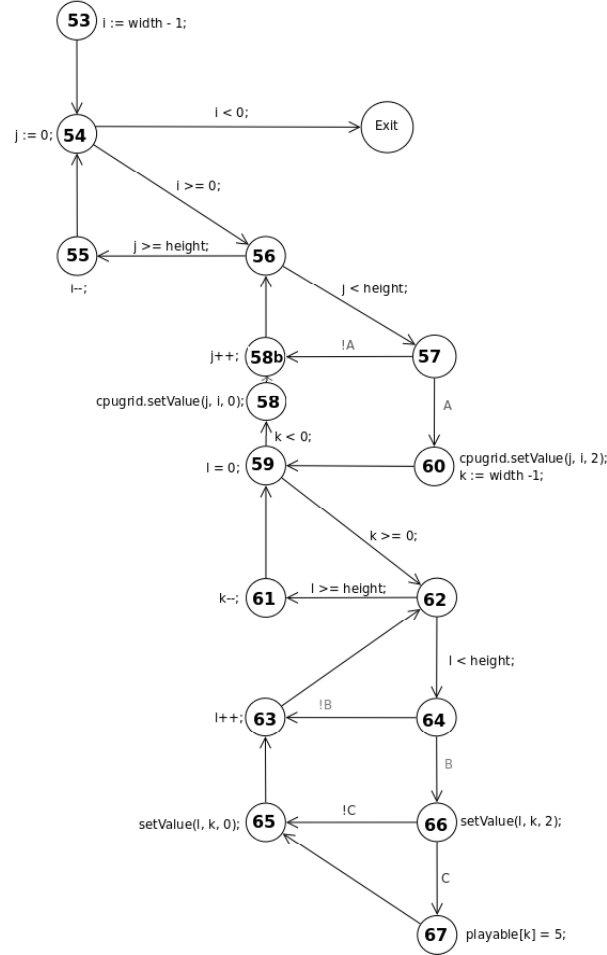 53 i := width - 1;
i < 0;
Exit
j := 0; 54
i >= 0;
55 j >= height; 56
i--;
j < height;
j++; 58b !A 57
A
cpugrid.setValue(j, i, 0); 58
k < 0;
l = 0; 59
60 cpugrid.setValue(j, i, 2);
k := width -1;
k >= 0;
k--; 61 l >= height; 62
l < height;
l++; 63 !B 64
B
setValue(l, k, 0); 65 !C 66 setValue(l, k, 2);
C
67 playable[k] = 5;